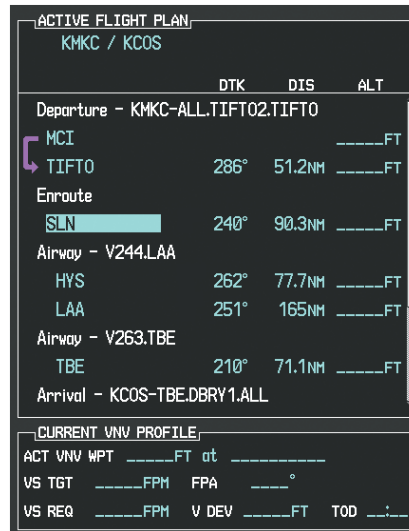 ACTIVE FLIGHT PLAN
KMKC / KCOS
DTK DIS ALT
Departure - KMKC-ALL.TIFTO2.TIFTO
MCI _____FT
TIFTO 286° 51.2NM _____FT
Enroute
SLN 240° 90.3NM _____FT
Airway - V244.LAA
HYS 262° 77.7NM _____FT
LAA 251° 165NM _____FT
Airway - V263.TBE
TBE 210° 71.1NM _____FT
Arrival - KCOS-TBE.DBRY1.ALL
CURRENT VNV PROFILE
ACT VNV WPT _____FT at __________
VS TGT _____FPM FPA ____°
VS REQ _____FPM V DEV _____FT TOD __:__